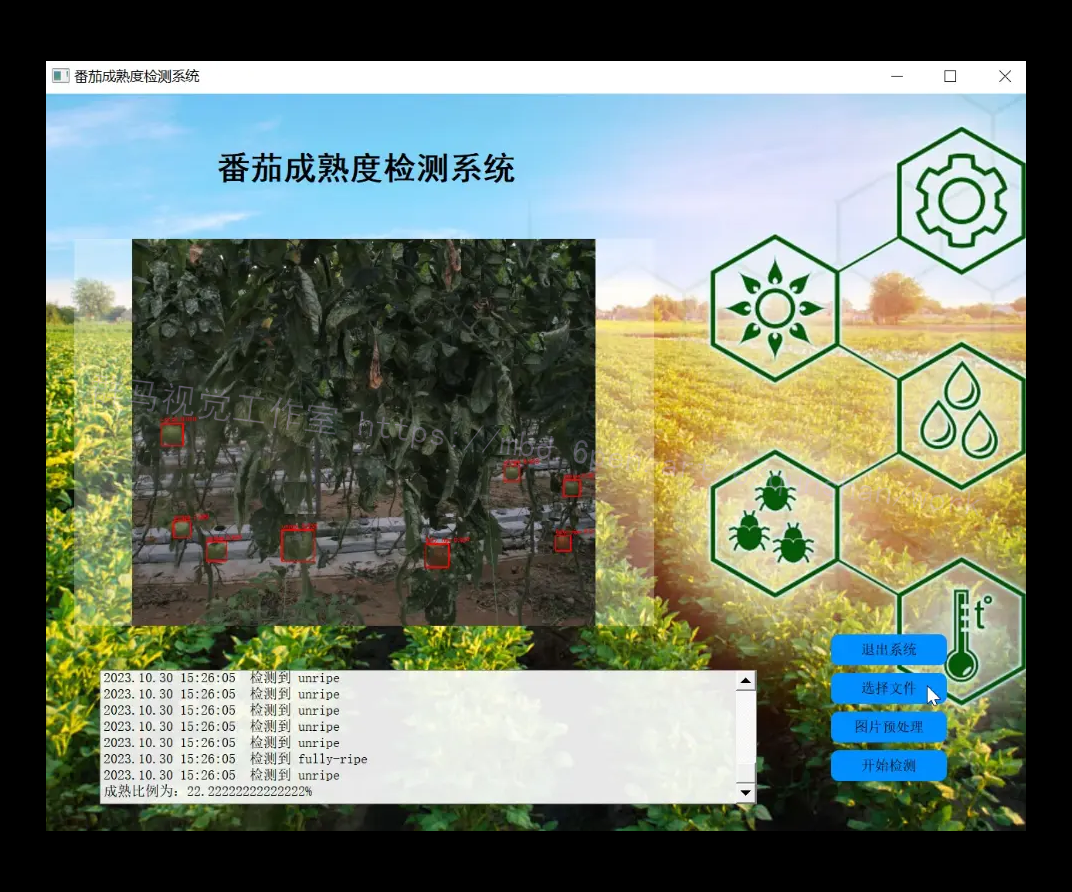 番茄成熟度检测系统
番茄成熟度检测系统
视觉工作室 https://mbd.
退出系统
选择文件
图片预处理
开始检测
2023.10.30 15:26:05 检测到 unripe
2023.10.30 15:26:05 检测到 unripe
2023.10.30 15:26:05 检测到 unripe
2023.10.30 15:26:05 检测到 unripe
2023.10.30 15:26:05 检测到 unripe
2023.10.30 15:26:05 检测到 fully-ripe
2023.10.30 15:26:05 检测到 unripe
成熟比例为: 22.22222222222222%
t°